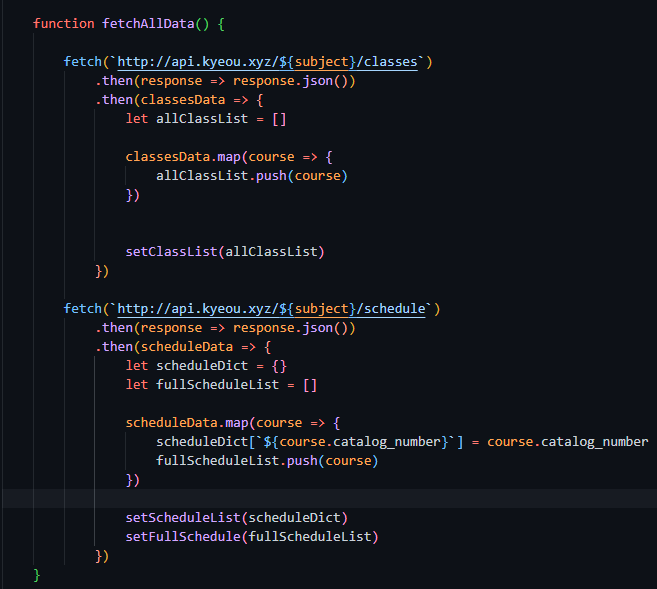 function fetchAllData() {
fetch(`http://api.kyeou.xyz/${subject}/classes`)
.then(response => response.json())
.then(classesData => {
let allClassList = []
classesData.map(course => {
allClassList.push(course)
})
setClassList(allClassList)
})
fetch(`http://api.kyeou.xyz/${subject}/schedule`)
.then(response => response.json())
.then(scheduleData => {
let scheduleDict = {}
let fullScheduleList = []
scheduleData.map(course => {
scheduleDict[`${course.catalog_number}`] = course.catalog_number
fullScheduleList.push(course)
})
setScheduleList(scheduleDict)
setFullSchedule(fullScheduleList)
})
}